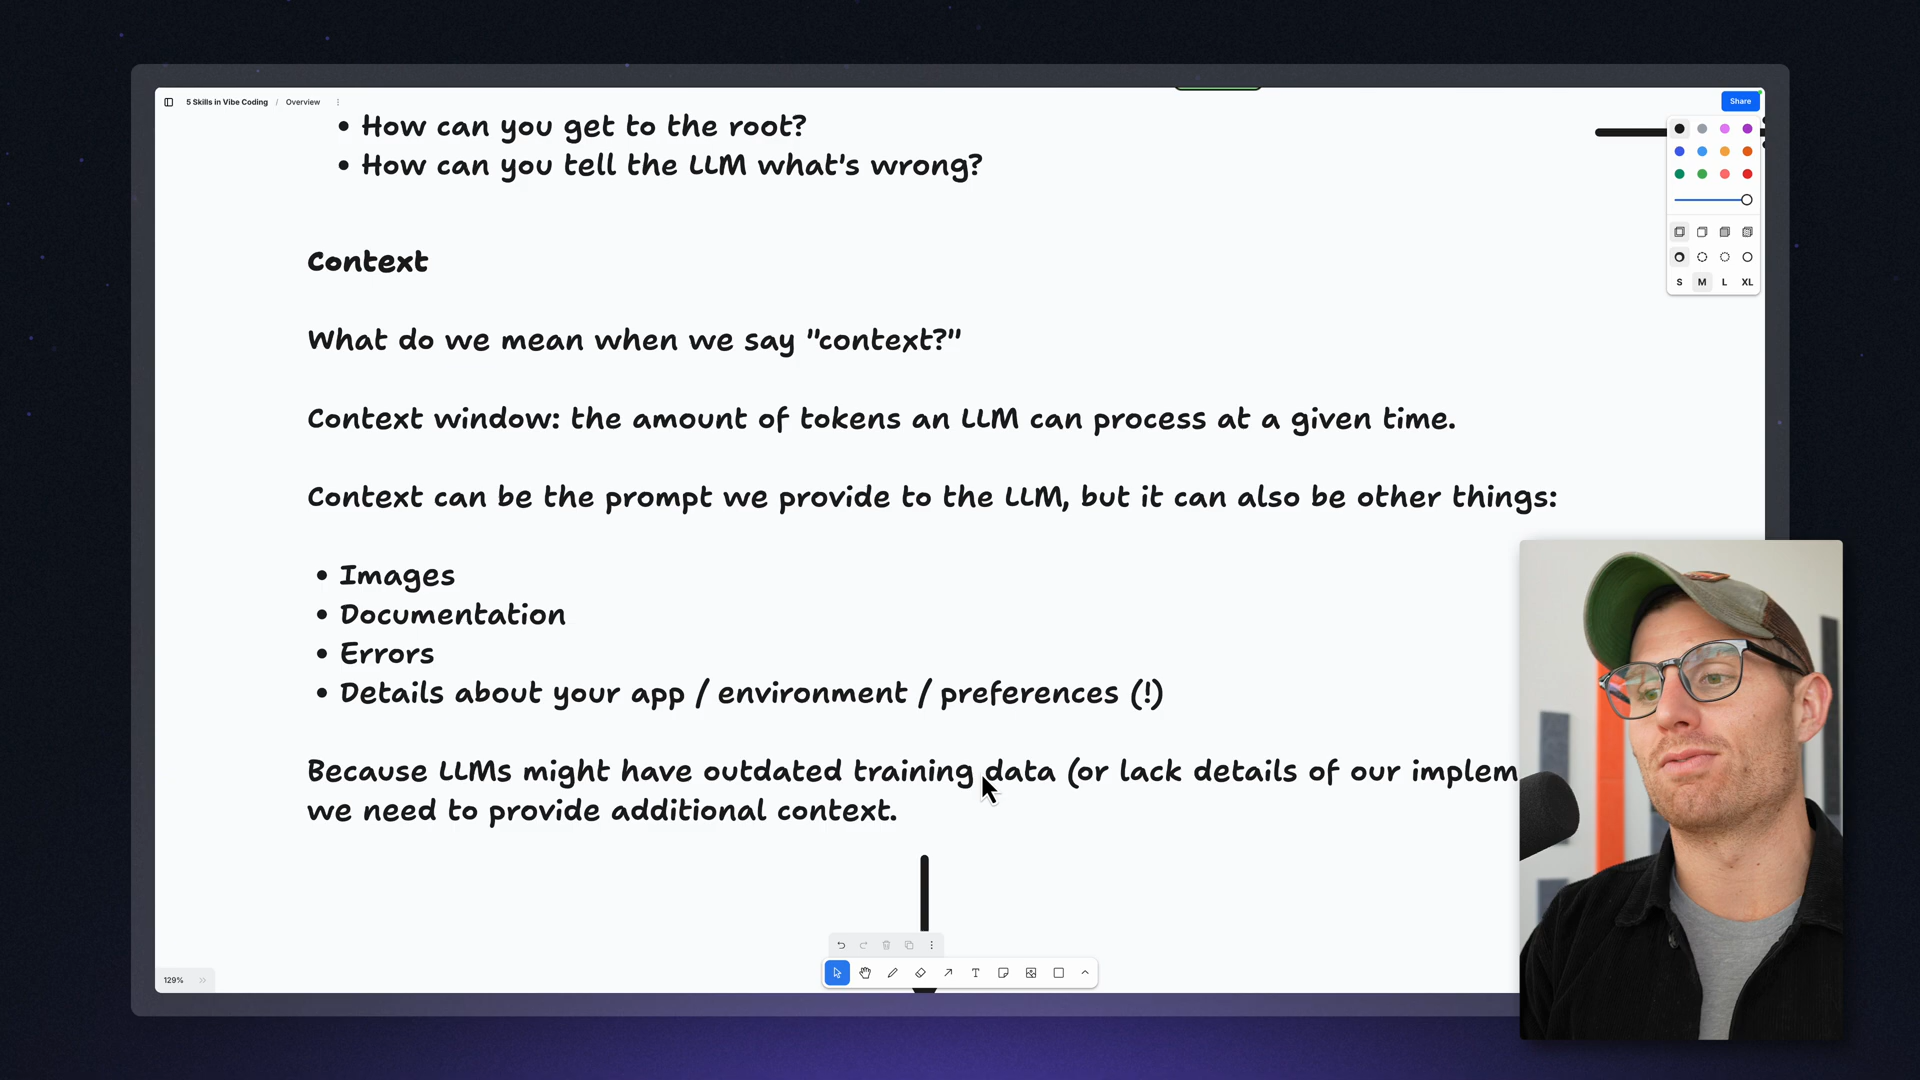 5 Skills in Vibe Coding / Overview
Share
• How can you get to the root?
• How can you tell the LLM what's wrong?
S M L XL
Context
What do we mean when we say "context?"
Context window: the amount of tokens an LLM can process at a given time.
Context can be the prompt we provide to the LLM, but it can also be other things:
• Images
• Documentation
• Errors
• Details about your app / environment / preferences (!)
Because LLMs might have outdated training data (or lack details of our implem
we need to provide additional context.
129%
T